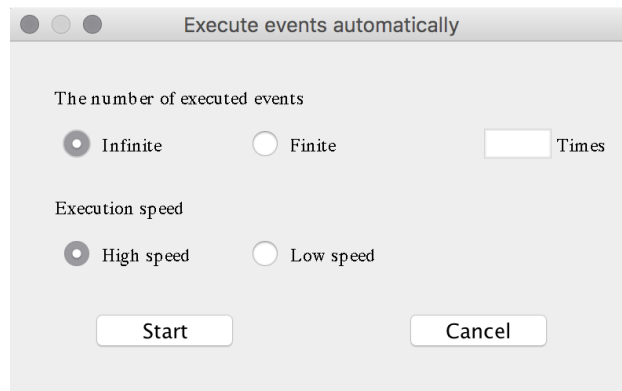 Execute events automatically
The number of executed events
Infinite Finite Times
Execution speed
High speed Low speed
Start Cancel